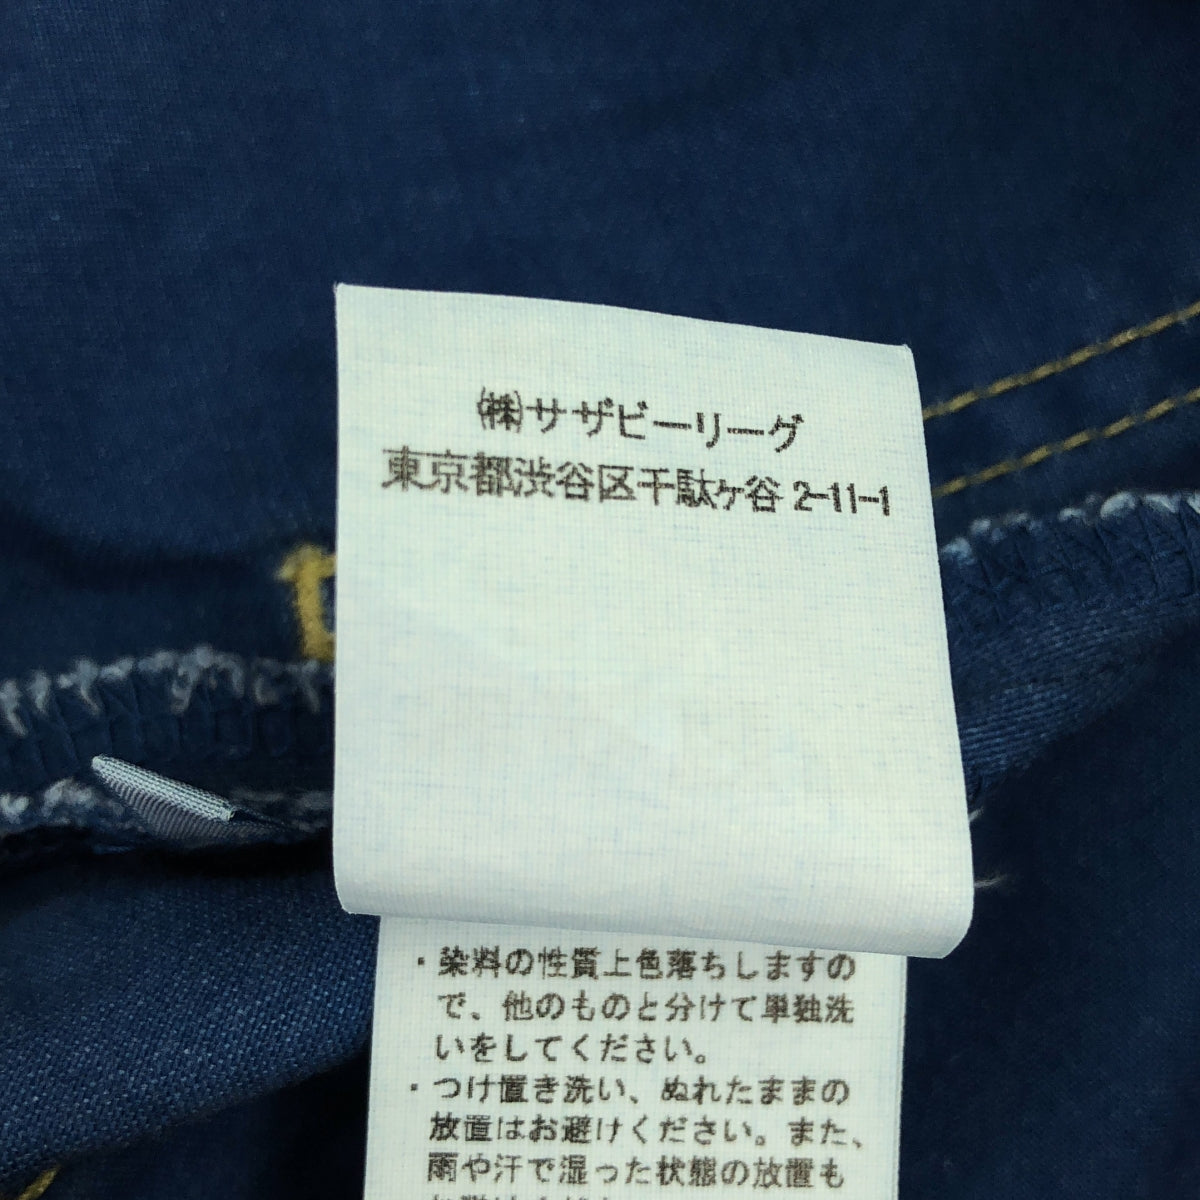 ㈱サザビーリーグ
東京都渋谷区千駄ヶ谷 2-11-1
・染料の性質上色落ちしますの
で、他のものと分けて単独洗
いをしてください。
・つけ置き洗い、ぬれたままの
放置はお避けください。また、
雨や汗で湿った状態の放置も